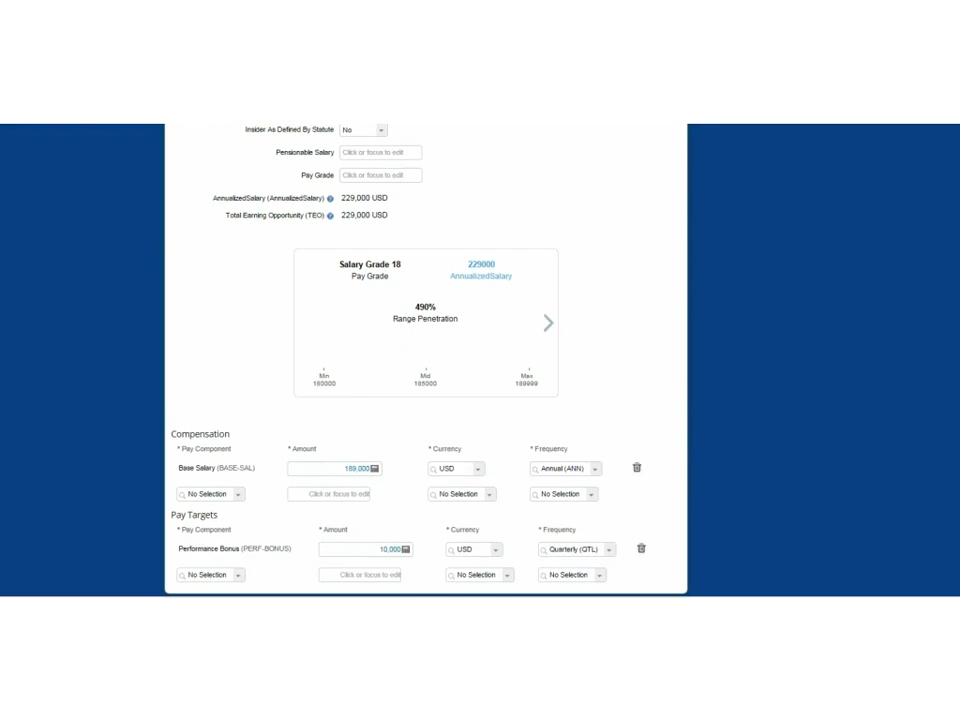 Insider As Defined By Statute No
Pensionable Salary Click or focus to edit
Pay Grade Click or focus to edit
AnnualizedSalary (AnnualizedSalary) 229,000 USD
Total Earning Opportunity (TEO) 229,000 USD
Salary Grade 18 229000
Pay Grade AnnualizedSalary
490%
Range Penetration
Min Mid Max
180000 185000 189999
Compensation
* Pay Component * Amount * Currency * Frequency
Base Salary (BASE-SAL) 189,000 USD Annual (ANN)
No Selection Click or focus to edit No Selection No Selection
Pay Targets
* Pay Component * Amount * Currency * Frequency
Performance Bonus (PERF-BONUS) 10,000 USD Quarterly (QTL)
No Selection Click or focus to edit No Selection No Selection